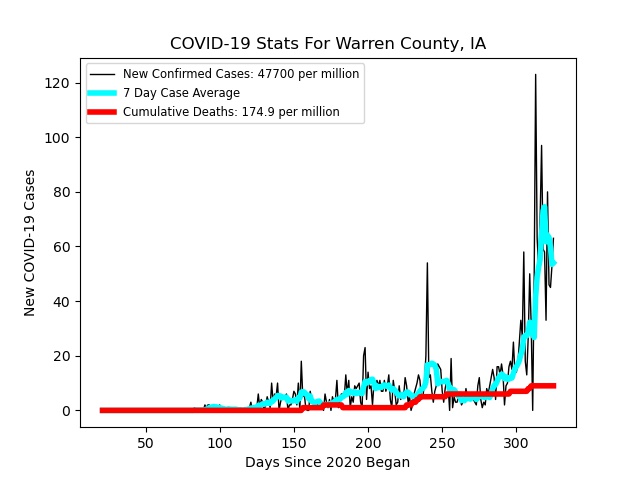 COVID-19 Stats For Warren County, IA
New Confirmed Cases: 47700 per million
7 Day Case Average
Cumulative Deaths: 174.9 per million
New COVID-19 Cases
120
100
80
60
40
20
0
50 100 150 200 250 300
Days Since 2020 Began